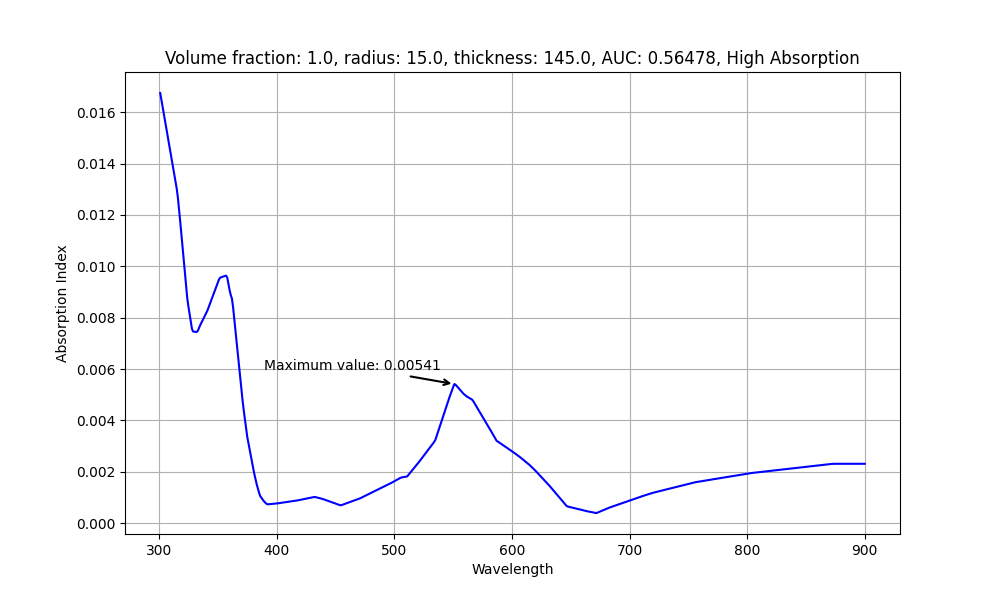 Volume fraction: 1.0, radius: 15.0, thickness: 145.0, AUC: 0.56478, High Absorption
Absorption Index
0.016
0.014
0.012
0.010
0.008
0.006
0.004
0.002
0.000
Maximum value: 0.00541
300 400 500 600 700 800 900
Wavelength